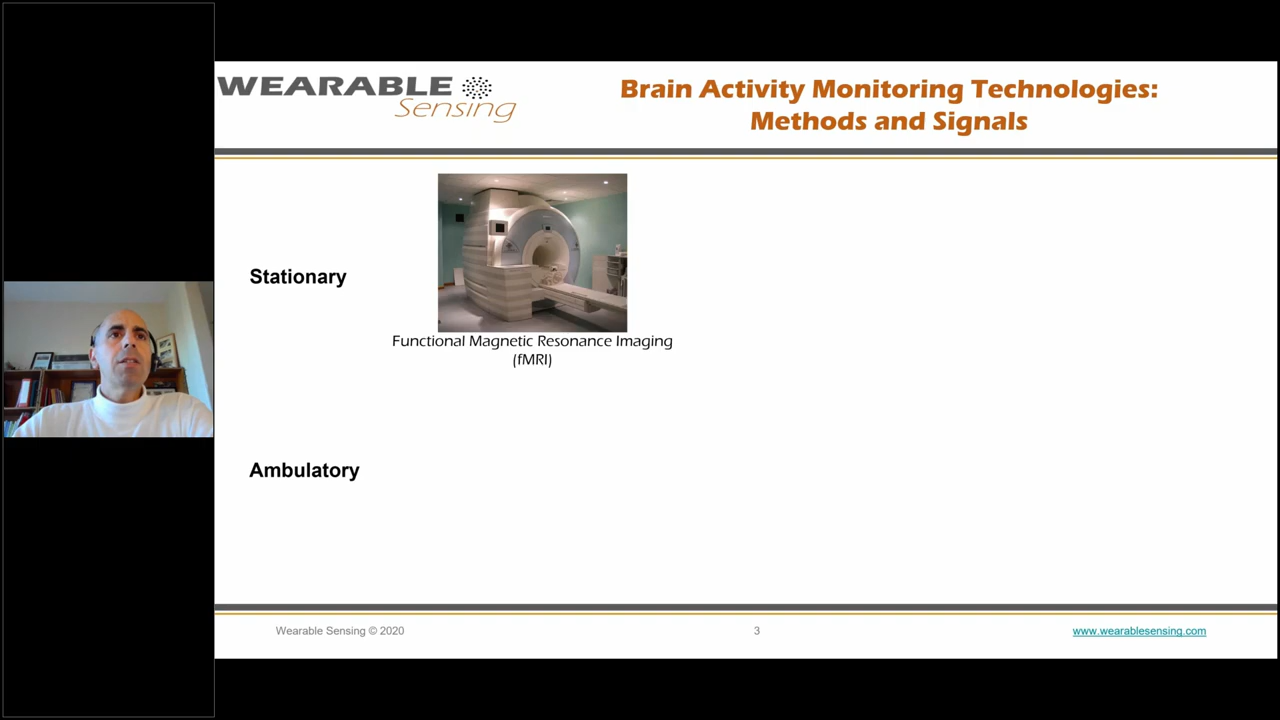 WEARABLE
Sensing
Brain Activity Monitoring Technologies:
Methods and Signals
Stationary
Functional Magnetic Resonance Imaging
(fMRI)
Ambulatory
Wearable Sensing © 2020
3
www.wearablesensing.com